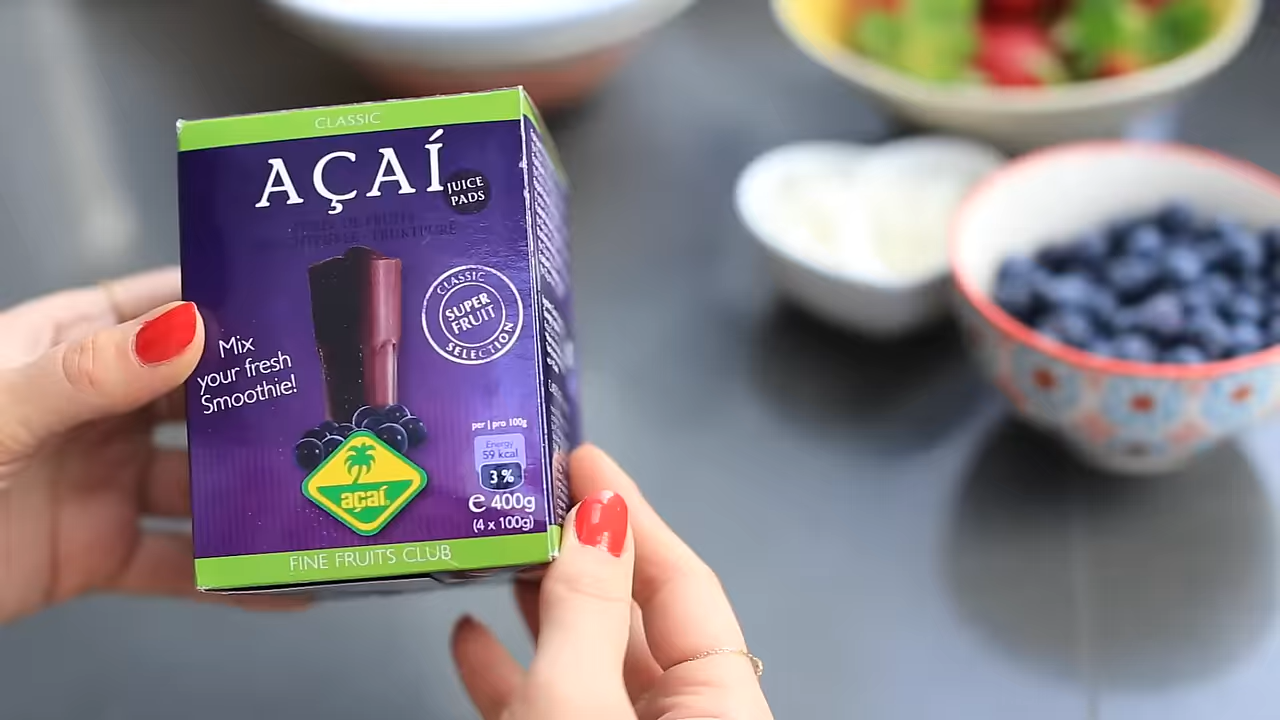 CLASSIC
AÇAÍ
JUICE
PADS
CLASSIC
SUPER
FRUIT
SELECTION
Mix
your fresh
Smoothie!
per | pro 100g
Energy
59 kcal
3 %
açaí
e 400g
(4 x 100g)
FINE FRUITS CLUB